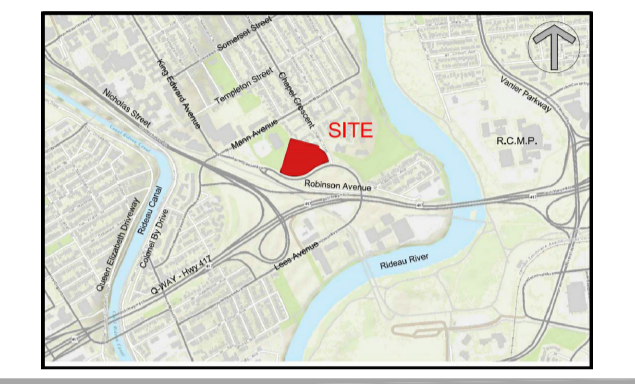 Somerset Street
King Edward Avenue
Templeton Street
Chapel Crescent
Vanier Parkway
Nicholas Street
Mann Avenue
SITE
R.C.M.P.
Robinson Avenue
Queen Elizabeth Driveway
Rideau Canal
Colonel By Drive
Lees Avenue
Rideau River
Q-WAY - Hwy 417